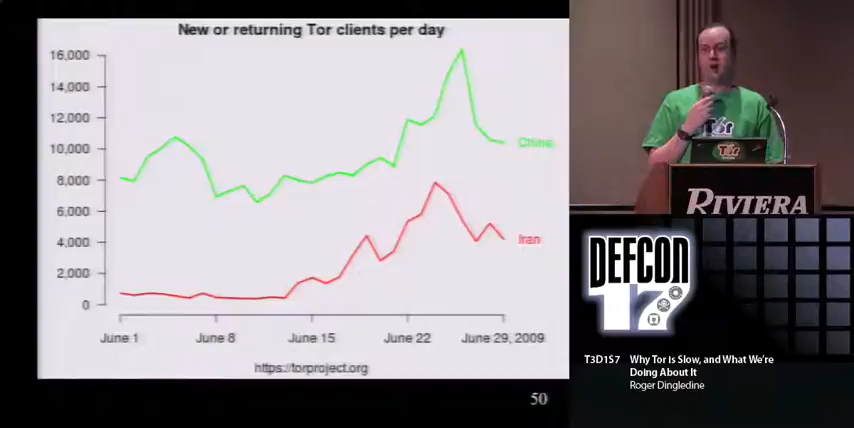 New or returning Tor clients per day
16,000
14,000
12,000
10,000
8,000
6,000
4,000
2,000
0
China
Iran
June 1
June 8
June 15
June 22
June 29, 2009
https://torproject.org
50
Tor
Tor
RIVIERA
DEFCON
17
T3D1S7 Why Tor is Slow, and What We're
Doing About It
Roger Dingledine